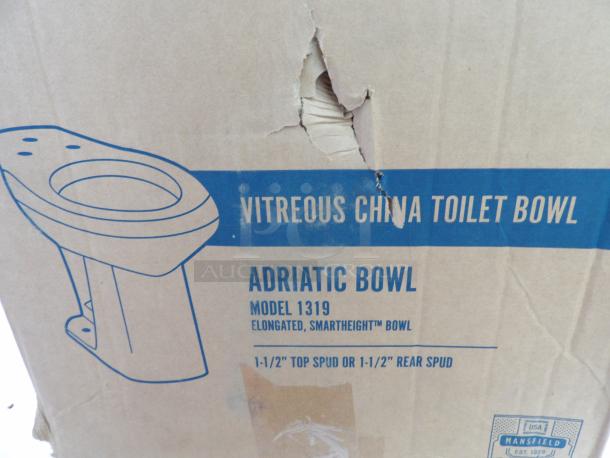 VITREOUS CHINA TOILET BOWL
ADRIATIC BOWL
MODEL 1319
ELONGATED, SMARTHEIGHT™ BOWL
1-1/2" TOP SPUD OR 1-1/2" REAR SPUD
USA
MANSFIELD
EST. 1929